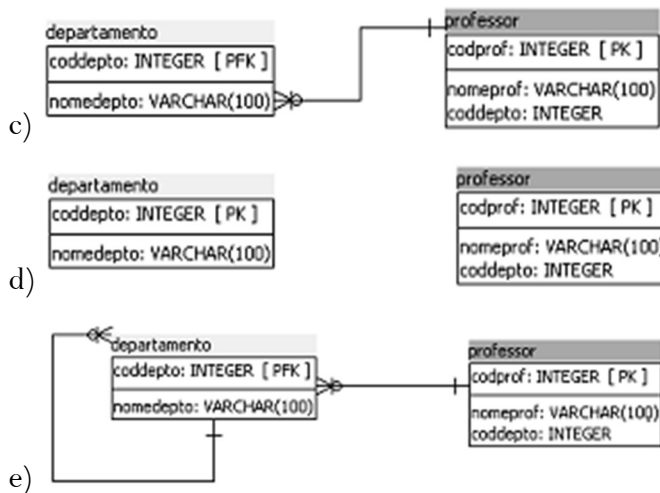 departamento
coddepto: INTEGER [ PFK ]
nomedepto: VARCHAR(100)
professor
codprof: INTEGER [ PK ]
nomeprof: VARCHAR(100)
coddepto: INTEGER
c)
departamento
coddepto: INTEGER [ PK ]
nomedepto: VARCHAR(100)
professor
codprof: INTEGER [ PK ]
nomeprof: VARCHAR(100)
coddepto: INTEGER
d)
departamento
coddepto: INTEGER [ PFK ]
nomedepto: VARCHAR(100)
professor
codprof: INTEGER [ PK ]
nomeprof: VARCHAR(100)
coddepto: INTEGER
e)